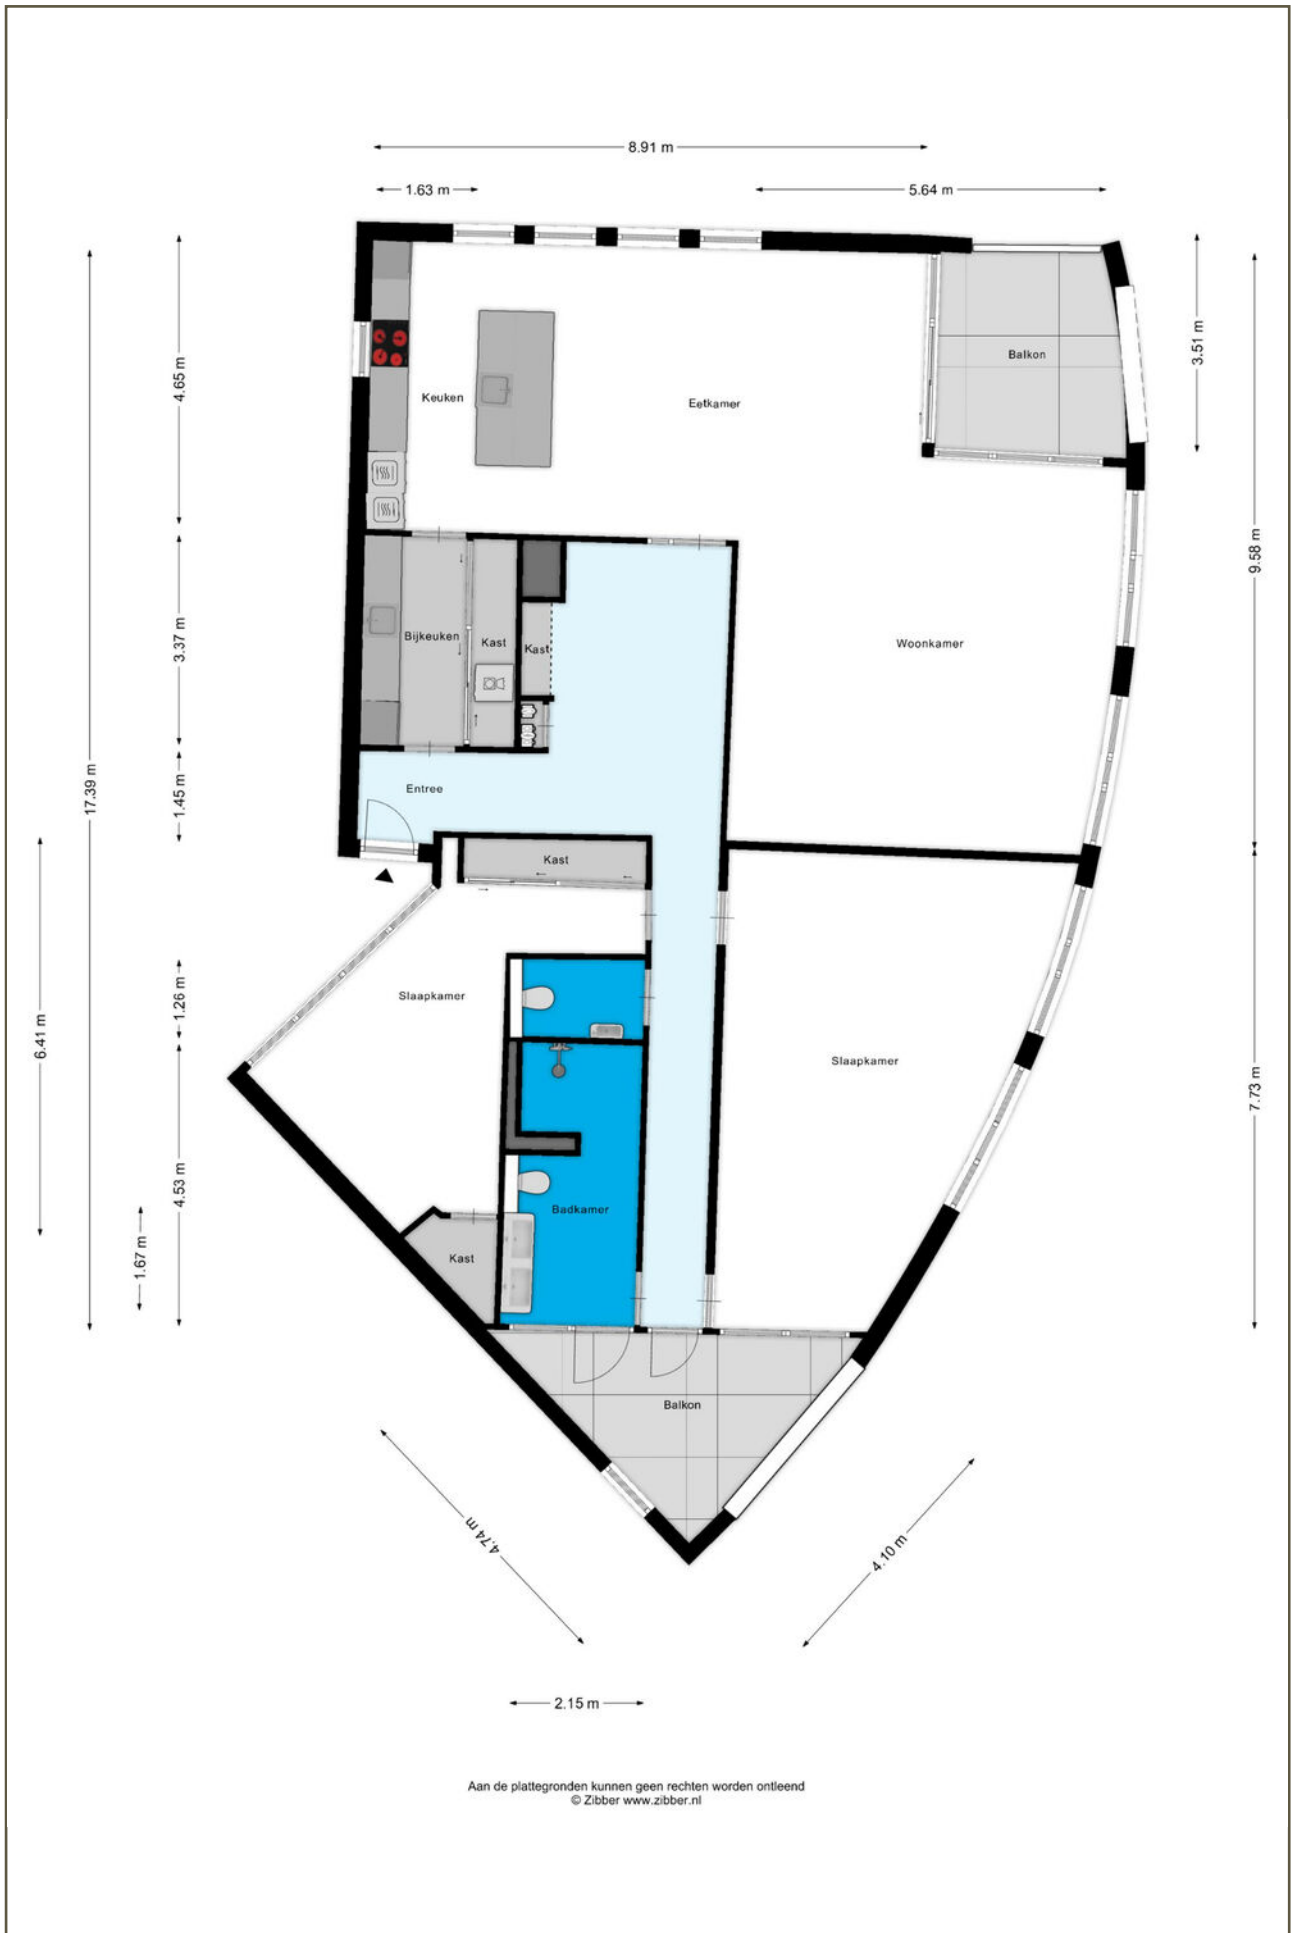 8.91 m
1.63 m
5.64 m
4.65 m
3.51 m
Balkon
Keuken
Eetkamer
9.58 m
3.37 m
Bijkeuken
Kast
Kast
Woonkamer
17.39 m
1.45 m
Entree
Kast
6.41 m
1.26 m
Slaapkamer
Slaapkamer
7.73 m
4.53 m
1.67 m
Badkamer
Kast
Balkon
4.74 m
4.10 m
2.15 m
Aan de plattegronden kunnen geen rechten worden ontleend
© Zibber www.zibber.nl